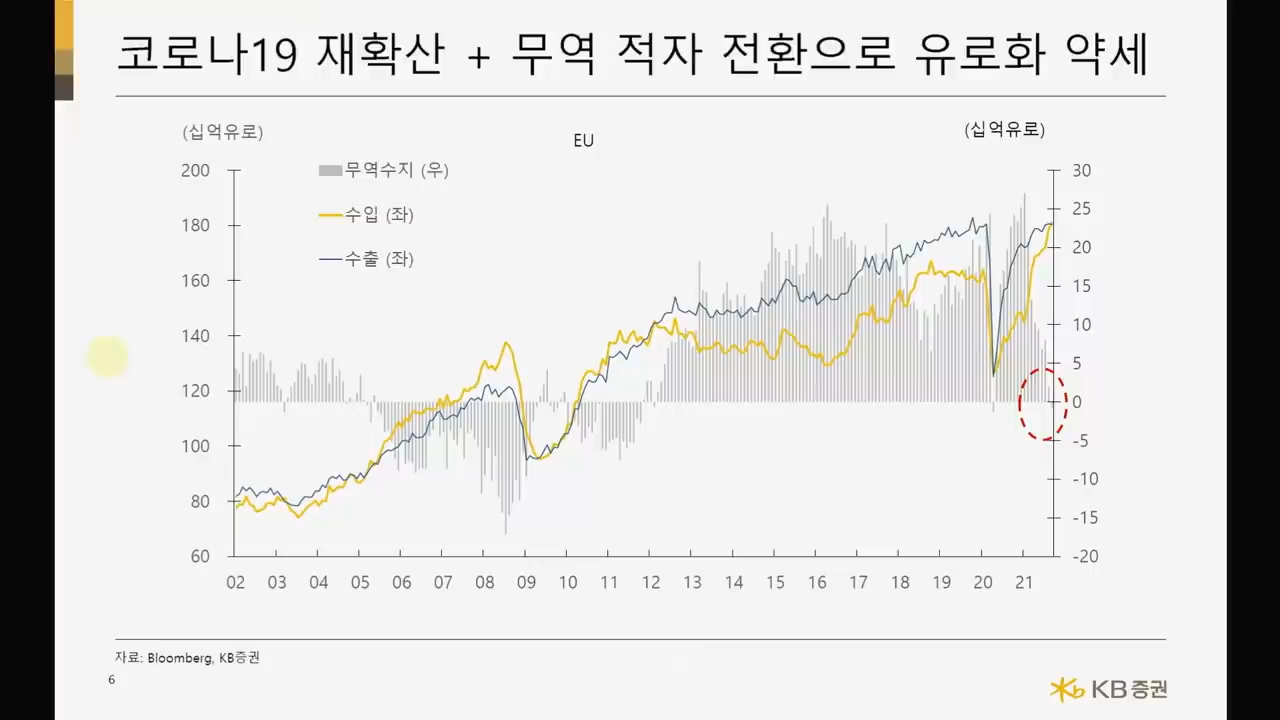 코로나19 재확산 + 무역 적자 전환으로 유로화 약세
(십억유로)
EU
(십억유로)
무역수지 (우)
수입 (좌)
수출 (좌)
200
180
160
140
120
100
80
60
30
25
20
15
10
5
0
-5
-10
-15
-20
02 03 04 05 06 07 08 09 10 11 12 13 14 15 16 17 18 19 20 21
자료: Bloomberg, KB증권
6
KB증권